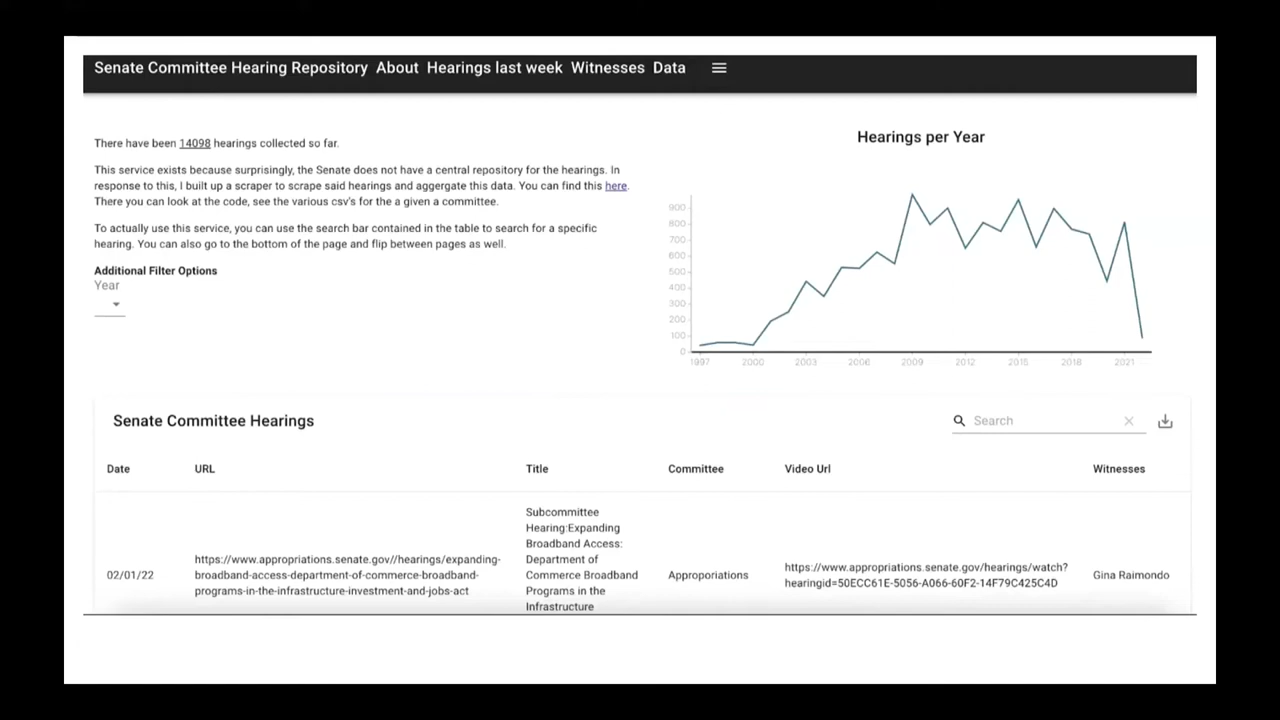 Senate Committee Hearing Repository About Hearings last week Witnesses Data
There have been 14098 hearings collected so far.
This service exists because surprisingly, the Senate does not have a central repository for the hearings. In
response to this, I built up a scraper to scrape said hearings and aggergate this data. You can find this here.
There you can look at the code, see the various csv's for the a given a committee.
To actually use this service, you can use the search bar contained in the table to search for a specific
hearing. You can also go to the bottom of the page and flip between pages as well.
Additional Filter Options
Year
Hearings per Year
900
800
700
600
500
400
300
200
100
0
1997 2000 2003 2006 2009 2012 2015 2018 2021
Senate Committee Hearings
Search
Date URL Title Committee Video Url Witnesses
02/01/22
https://www.appropriations.senate.gov//hearings/expanding-
broadband-access-department-of-commerce-broadband-
programs-in-the-infrastructure-investment-and-jobs-act
Subcommittee
Hearing:Expanding
Broadband Access:
Department of
Commerce Broadband
Programs in the
Infrastructure
Approporiations
https://www.appropriations.senate.gov/hearings/watch?
hearingid=50ECC61E-5056-A066-60F2-14F79C425C4D
Gina Raimondo